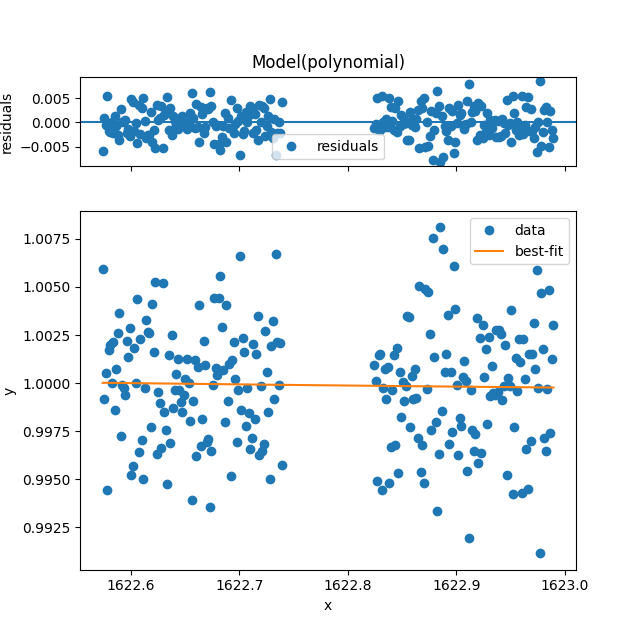 Model(polynomial)
0.005
0.000
−0.005
residuals
residuals
1.0075
1.0050
1.0025
1.0000
0.9975
0.9950
0.9925
y
data
best-fit
1622.6
1622.7
1622.8
1622.9
1623.0
x